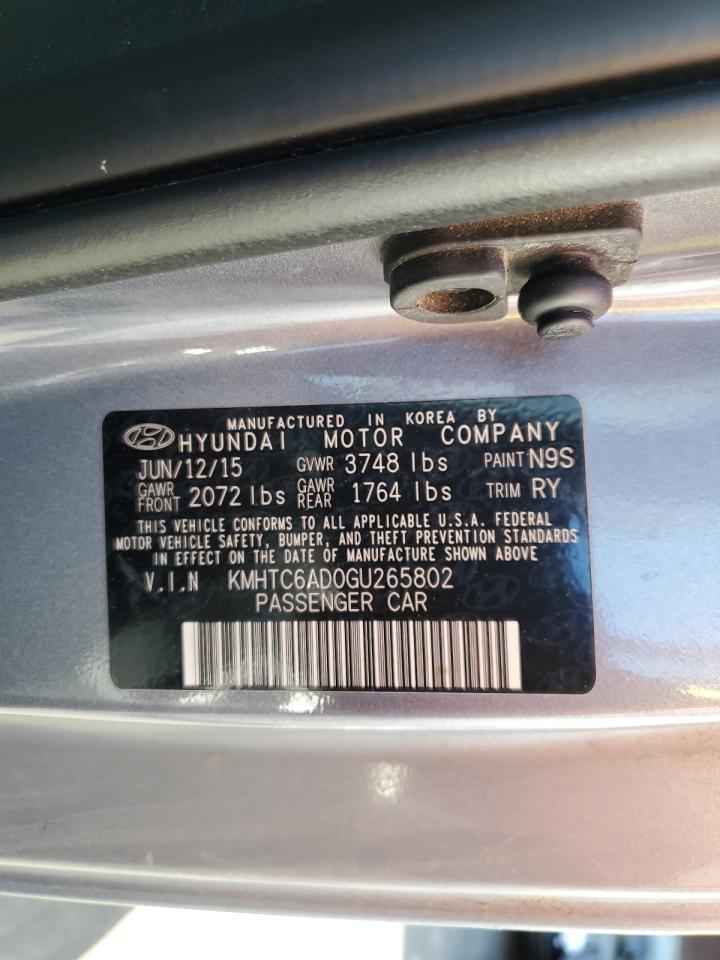 MANUFACTURED IN KOREA BY
HYUNDAI MOTOR COMPANY
JUN/12/15 GVWR 3748 lbs PAINT N9S
GAWR FRONT 2072 lbs GAWR REAR 1764 lbs TRIM RY
THIS VEHICLE CONFORMS TO ALL APPLICABLE U.S.A. FEDERAL
MOTOR VEHICLE SAFETY, BUMPER, AND THEFT PREVENTION STANDARDS
IN EFFECT ON THE DATE OF MANUFACTURE SHOWN ABOVE
V.I.N KMHTC6AD0GU265802
PASSENGER CAR